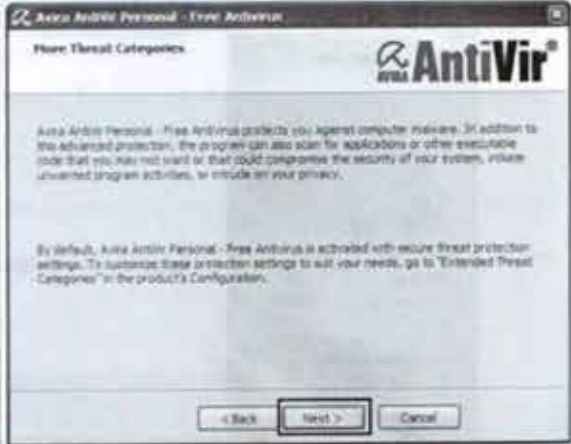 Avira AntiVir Personal - Free Antivirus
More Threat Categories
AVIRA AntiVir®
Avira AntiVir Personal - Free Antivirus protects you against computer malware. In addition to
this advanced protection, the program can also scan for applications or other executable
code that you may not want or that could compromise the security of your system,
unwanted program activities, or intrude on your privacy.
By default, Avira AntiVir Personal - Free Antivirus is activated with secure threat protection
settings. To customize these protection settings to suit your needs, go to "Extended Threat
Categories" in the product's Configuration.
< Back
Next >
Cancel